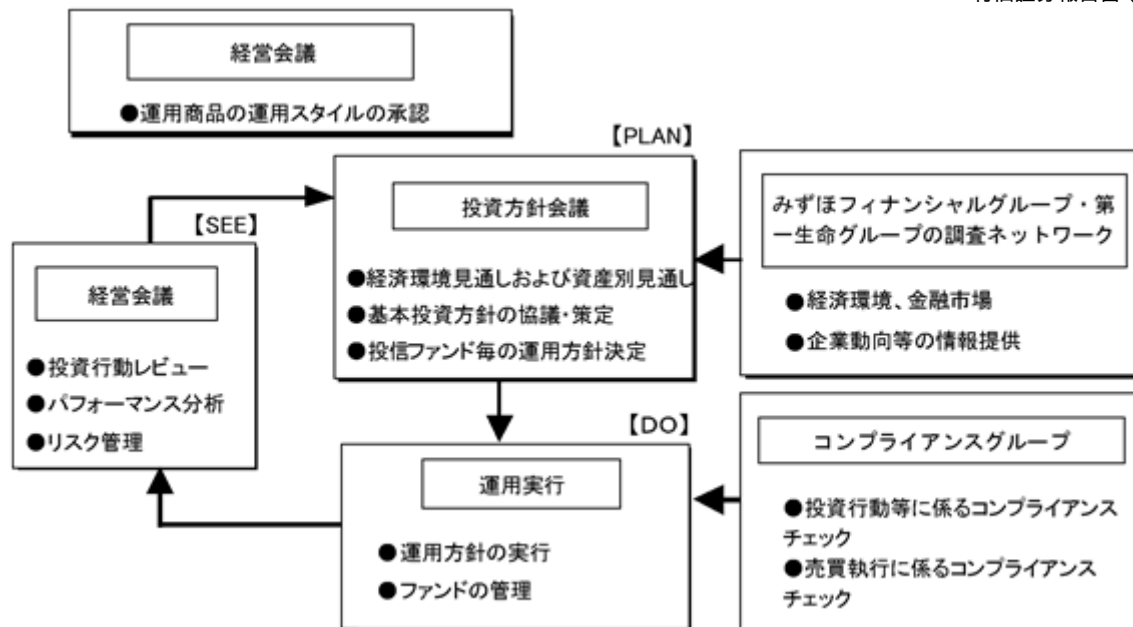 経営会議
●運用商品の運用スタイルの承認
【PLAN】
投資方針会議
●経済環境見通しおよび資産別見通し
●基本投資方針の協議・策定
●投信ファンド毎の運用方針決定
みずほフィナンシャルグループ・第
一生命グループの調査ネットワーク
●経済環境、金融市場
●企業動向等の情報提供
【SEE】
経営会議
●投資行動レビュー
●パフォーマンス分析
●リスク管理
【DO】
運用実行
●運用方針の実行
●ファンドの管理
コンプライアンスグループ
●投資行動等に係るコンプライアンス
チェック
●売買執行に係るコンプライアンス
チェック